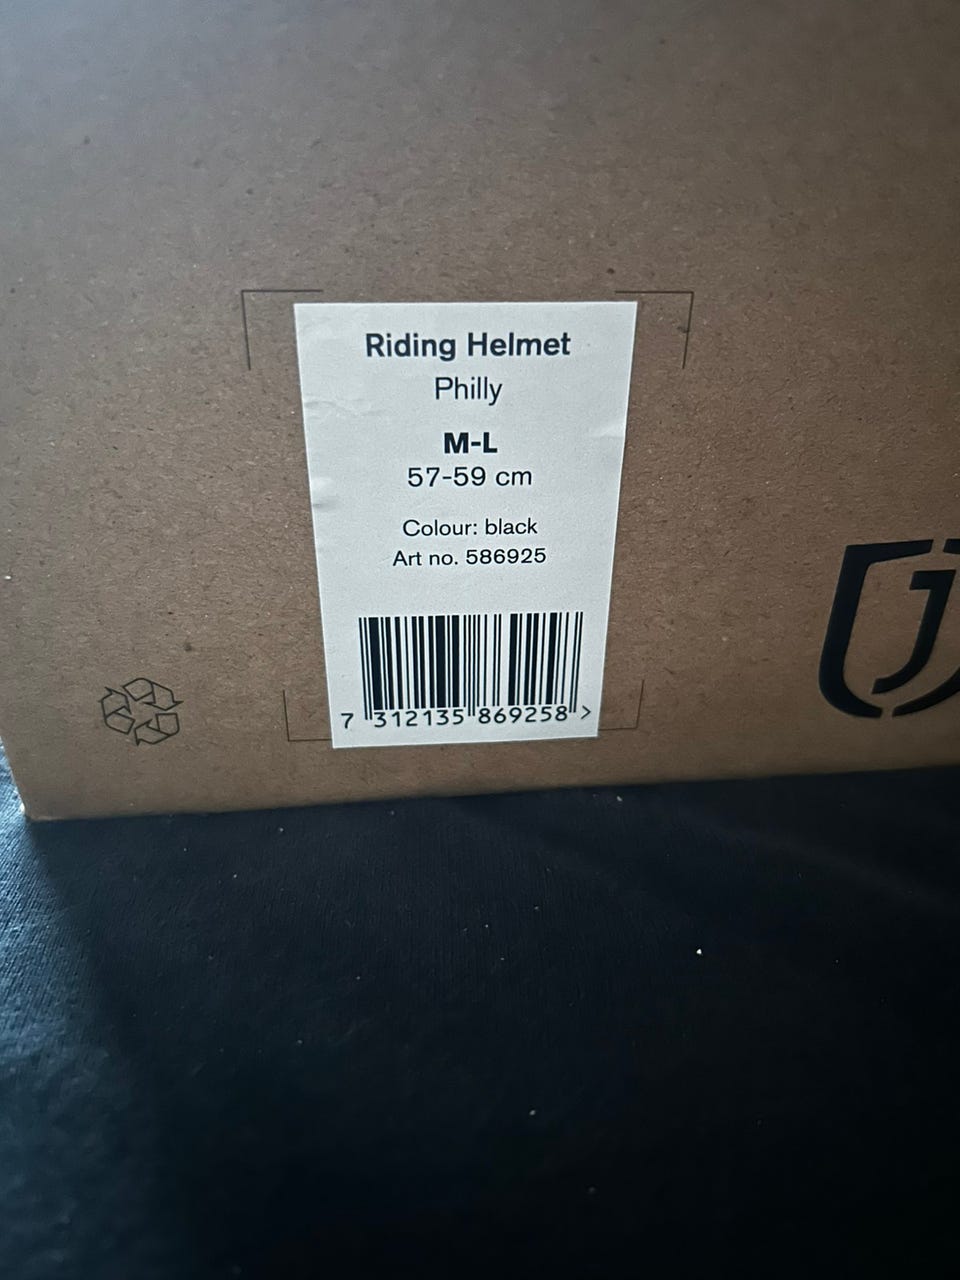 Riding Helmet
Philly
M-L
57-59 cm
Colour: black
Art no. 586925
7 312135 869258 >
J